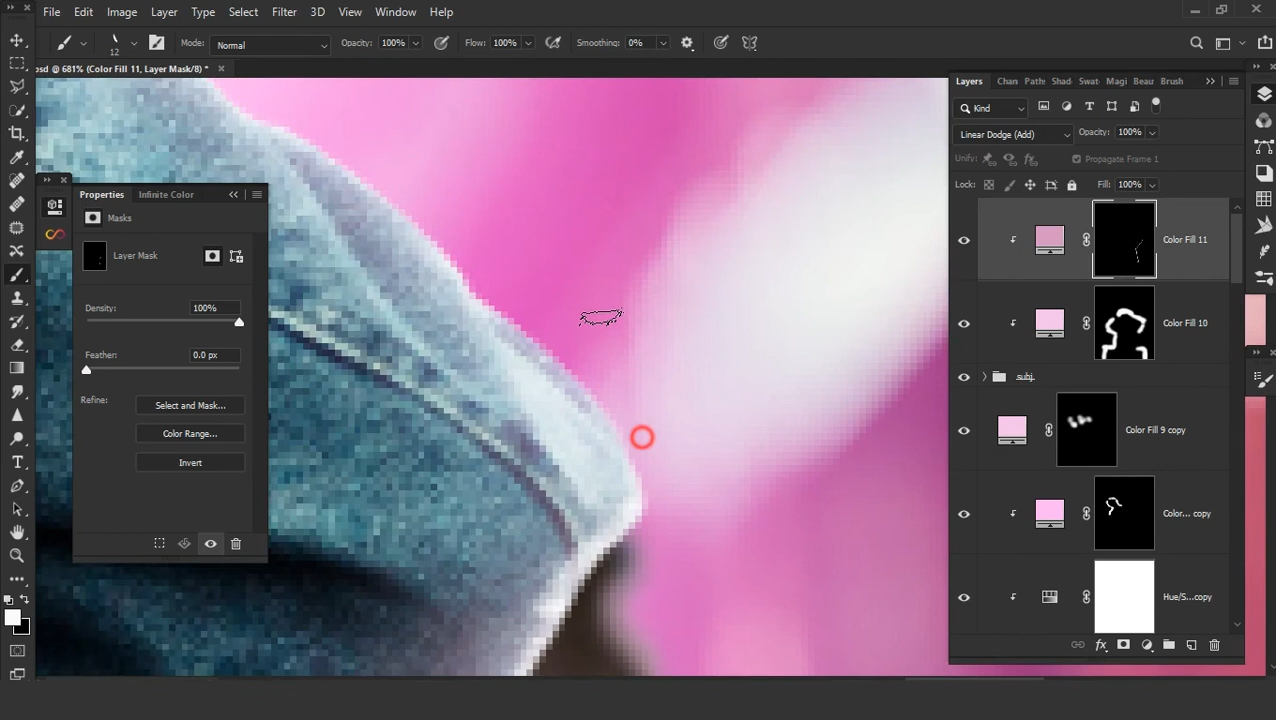 File Edit Image Layer Type Select Filter 3D View Window Help
12 Mode: Normal Opacity: 100% Flow: 100% Smoothing: 0%
psd @ 681% (Color Fill 11, Layer Mask/8) *
Layers Chan Paths Shad Swat Magi Beau Brush
Kind
Linear Dodge (Add) Opacity: 100%
Unify: Propagate Frame 1
Lock: Fill: 100%
Properties Infinite Color
Masks
Layer Mask
Density: 100%
Feather: 0.0 px
Refine: Select and Mask...
Color Range...
Invert
Color Fill 11
Color Fill 10
subj.
Color Fill 9 copy
Color... copy
Hue/S...copy